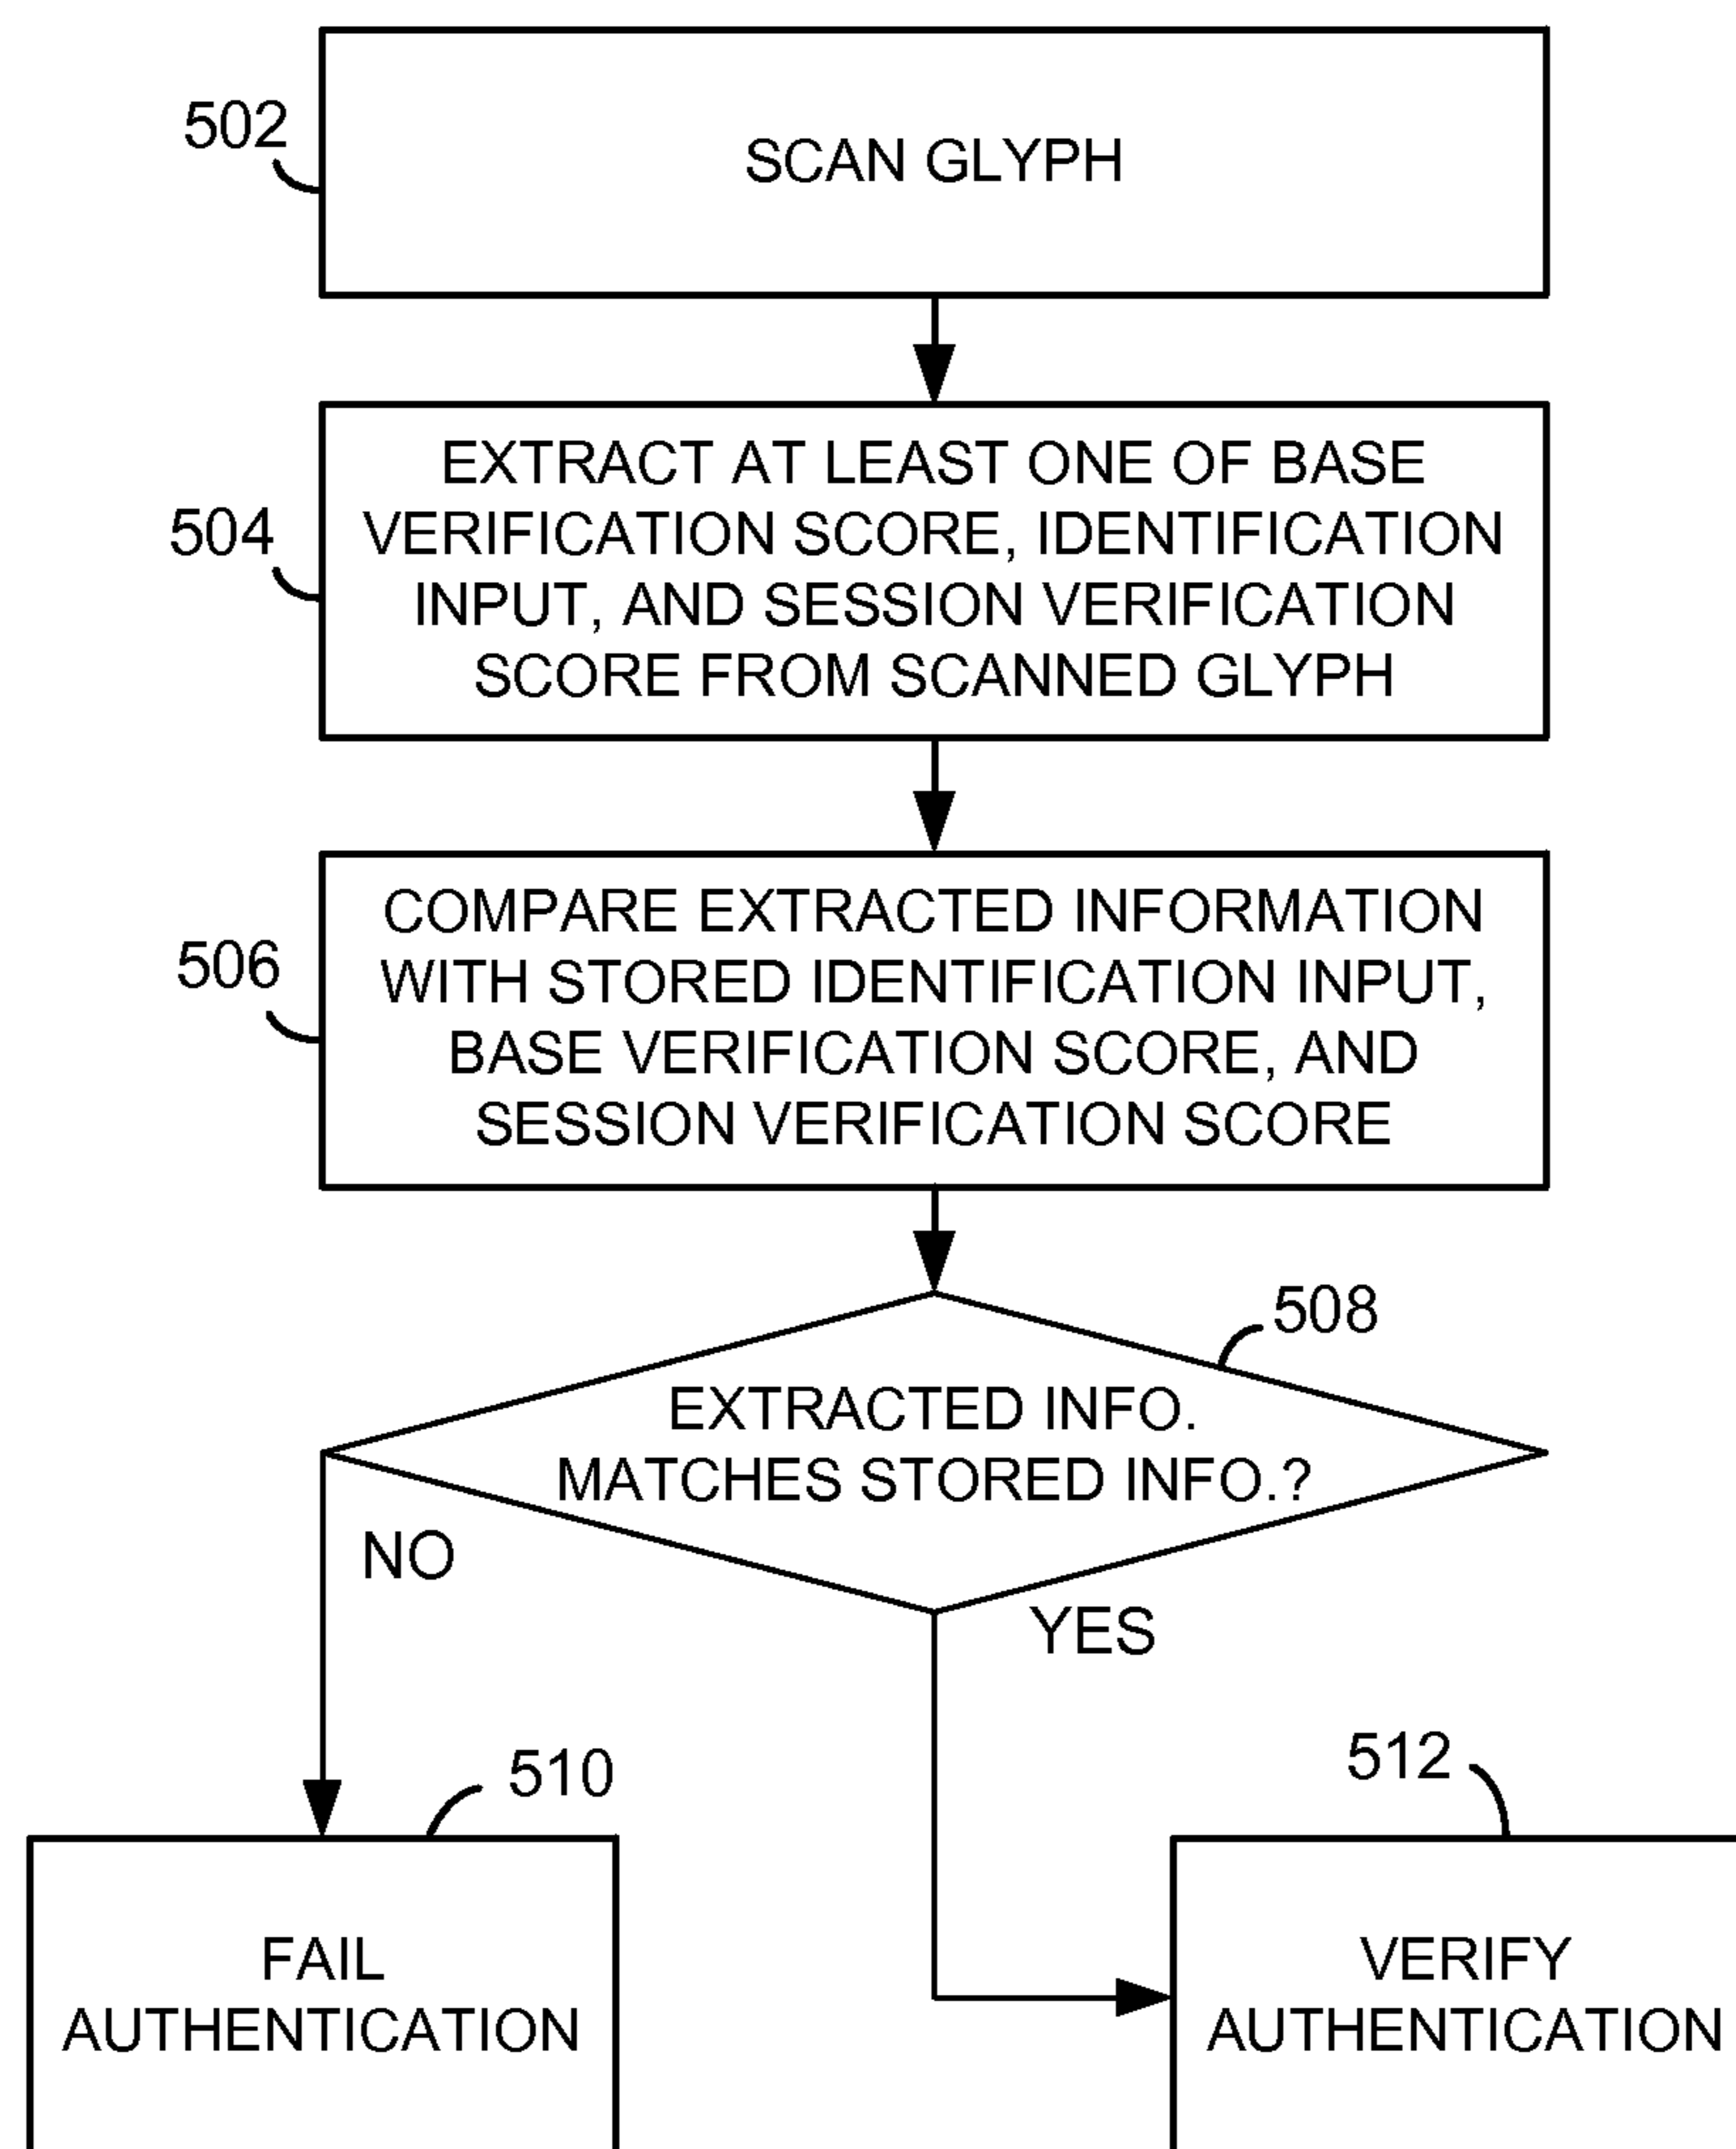 502
SCAN GLYPH
504
EXTRACT AT LEAST ONE OF BASE
VERIFICATION SCORE, IDENTIFICATION
INPUT, AND SESSION VERIFICATION
SCORE FROM SCANNED GLYPH
506
COMPARE EXTRACTED INFORMATION
WITH STORED IDENTIFICATION INPUT,
BASE VERIFICATION SCORE, AND
SESSION VERIFICATION SCORE
508
EXTRACTED INFO.
MATCHES STORED INFO.?
NO
YES
510
FAIL
AUTHENTICATION
512
VERIFY
AUTHENTICATION